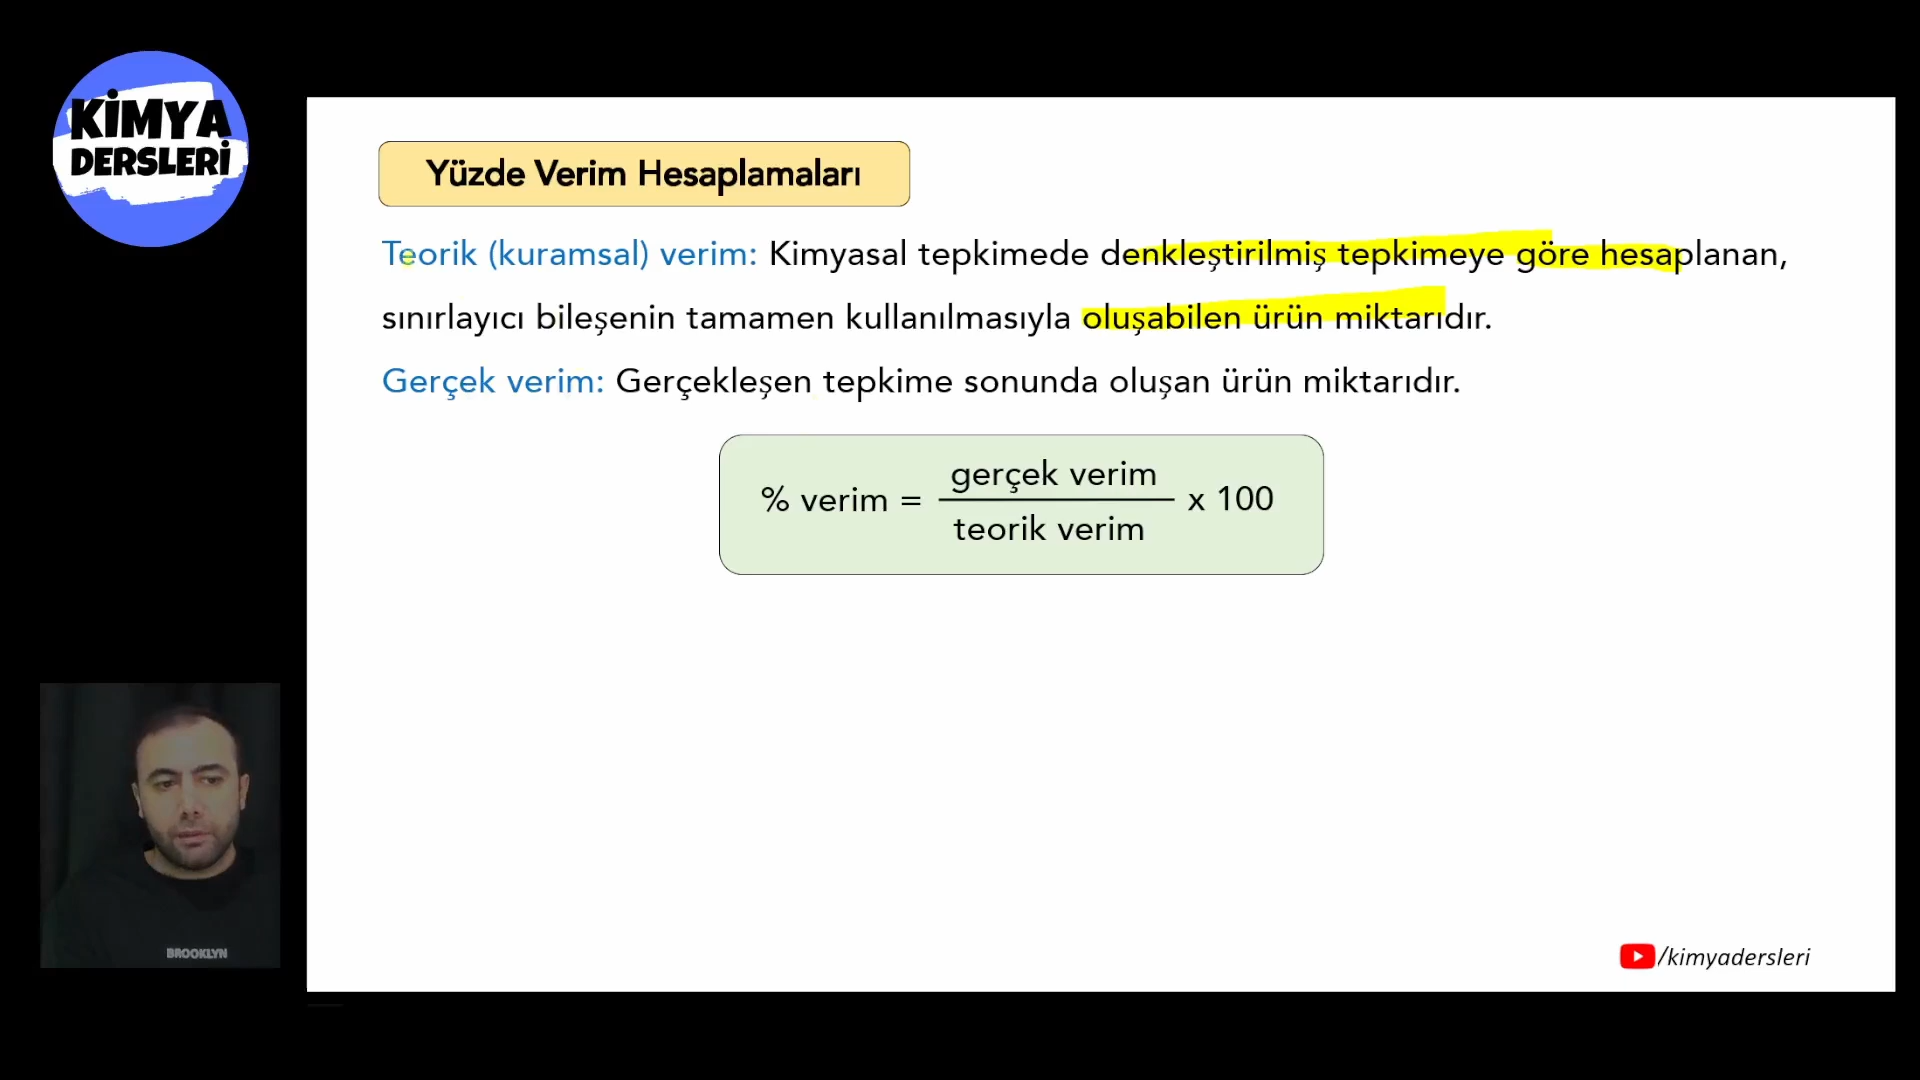 KİMYA
DERSLERİ
Yüzde Verim Hesaplamaları
Teorik (kuramsal) verim: Kimyasal tepkimede denkleştirilmiş tepkimeye göre hesaplanan,
sınırlayıcı bileşenin tamamen kullanılmasıyla oluşabilen ürün miktarıdır.
Gerçek verim: Gerçekleşen tepkime sonunda oluşan ürün miktarıdır.
gerçek verim
% verim = x 100
teorik verim
BROOKLYN
/kimyadersleri